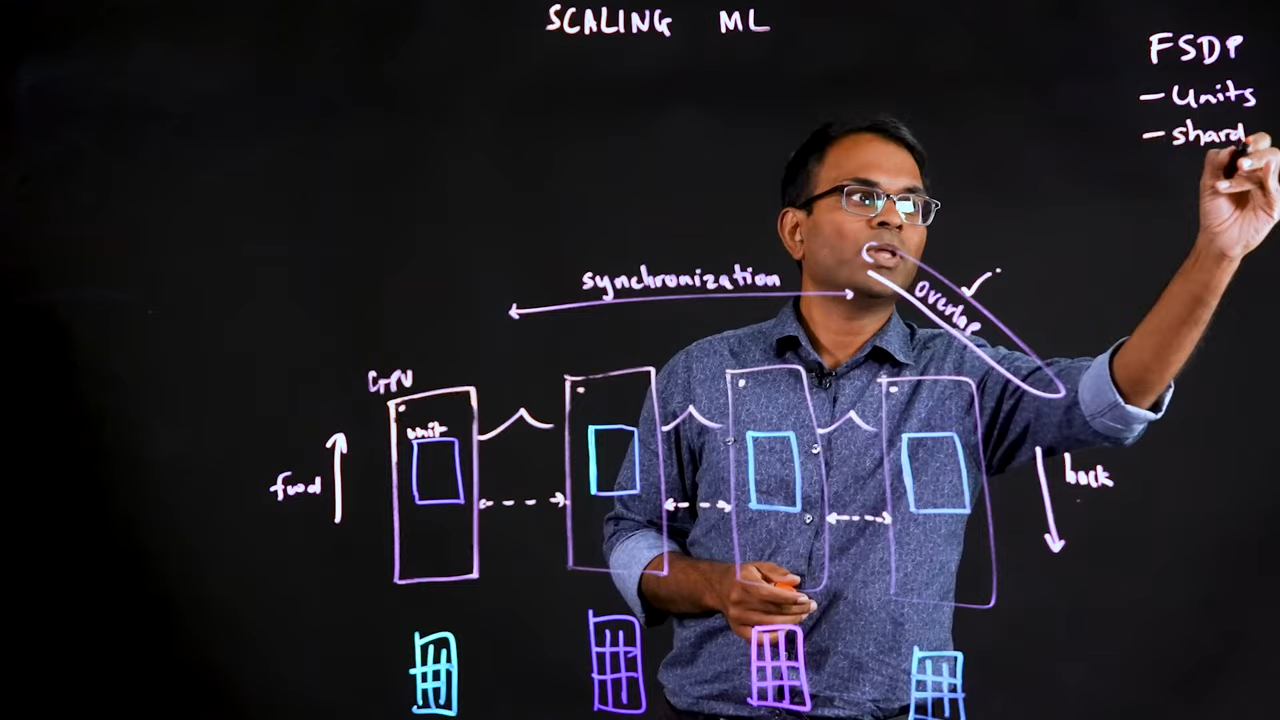 SCALING ML
FSDP
- Units
- shard
synchronization
overlap
GPU
unit
fwd
back